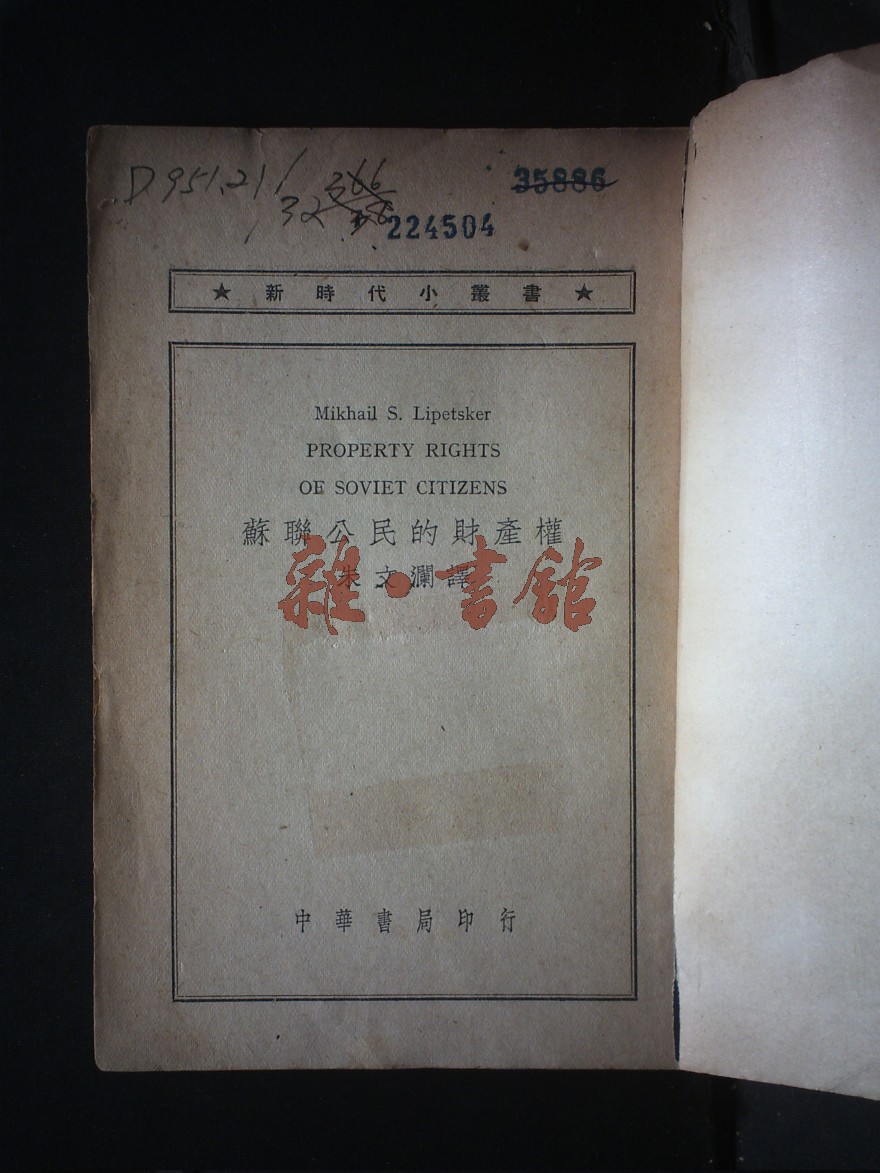 D951.21/
32
35886
224504
★ 新時代小叢書 ★
Mikhail S. Lipetsker
PROPERTY RIGHTS
OF SOVIET CITIZENS
蘇聯公民的財產權
朱文瀾譯
雜·書館
中華書局印行